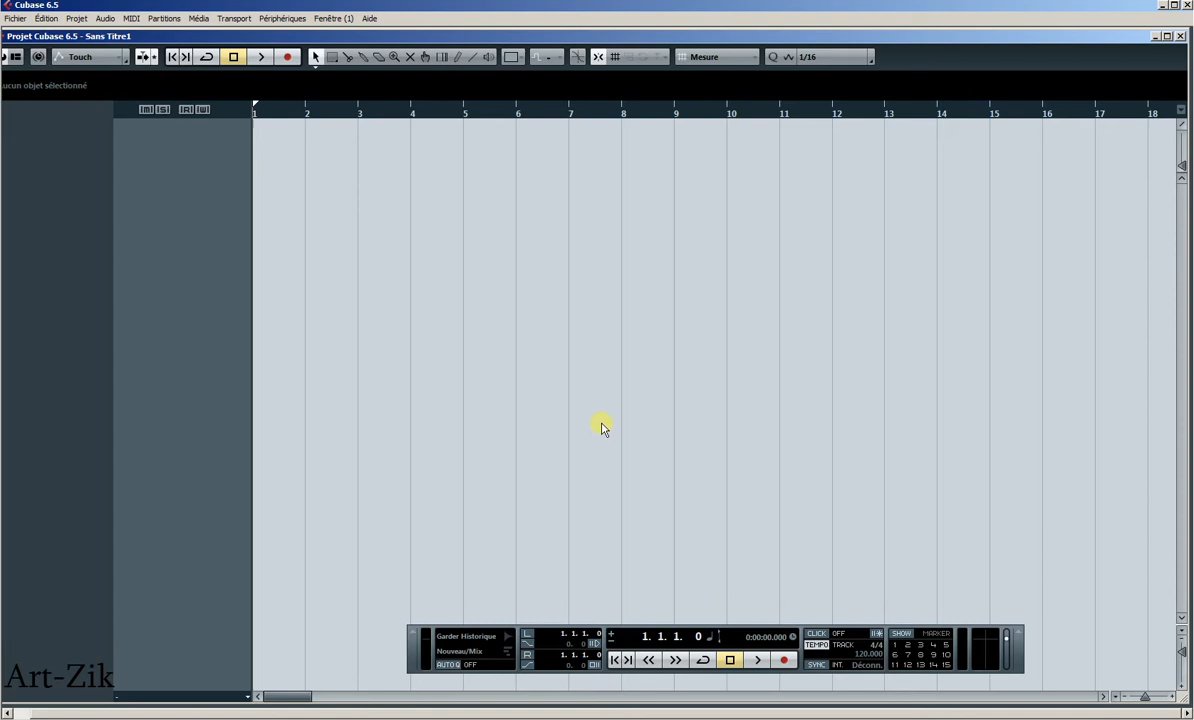 Cubase 6.5
Fichier Édition Projet Audio MIDI Partitions Média Transport Périphériques Fenêtre (1) Aide
Projet Cubase 6.5 - Sans Titre1
Touch Mesure Q 1/16
ucun objet sélectionné
M S R W
1 2 3 4 5 6 7 8 9 10 11 12 13 14 15 16 17 18
Garder Historique
Nouveau/Mix
AUTO Q OFF
L 1. 1. 1. 0
0. 0
R 1. 1. 1. 0
0. 0
1. 1. 1. 0 0:00:00.000
CLICK OFF
TEMPO TRACK 4/4
120.000
SYNC INT. Déconn.
SHOW MARKER
1 2 3 4 5
6 7 8 9 10
11 12 13 14 15
Art-Zik